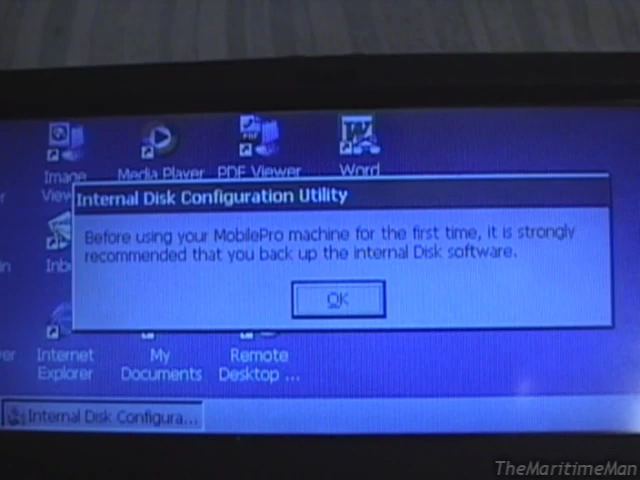 Image
Media Player
PDF Viewer
Word
Internal Disk Configuration Utility
Before using your MobilePro machine for the first time, it is strongly
recommended that you back up the Internal Disk software.
OK
Internet
Explorer
My
Documents
Remote
Desktop ...
Internal Disk Configura...
TheMaritimeMan